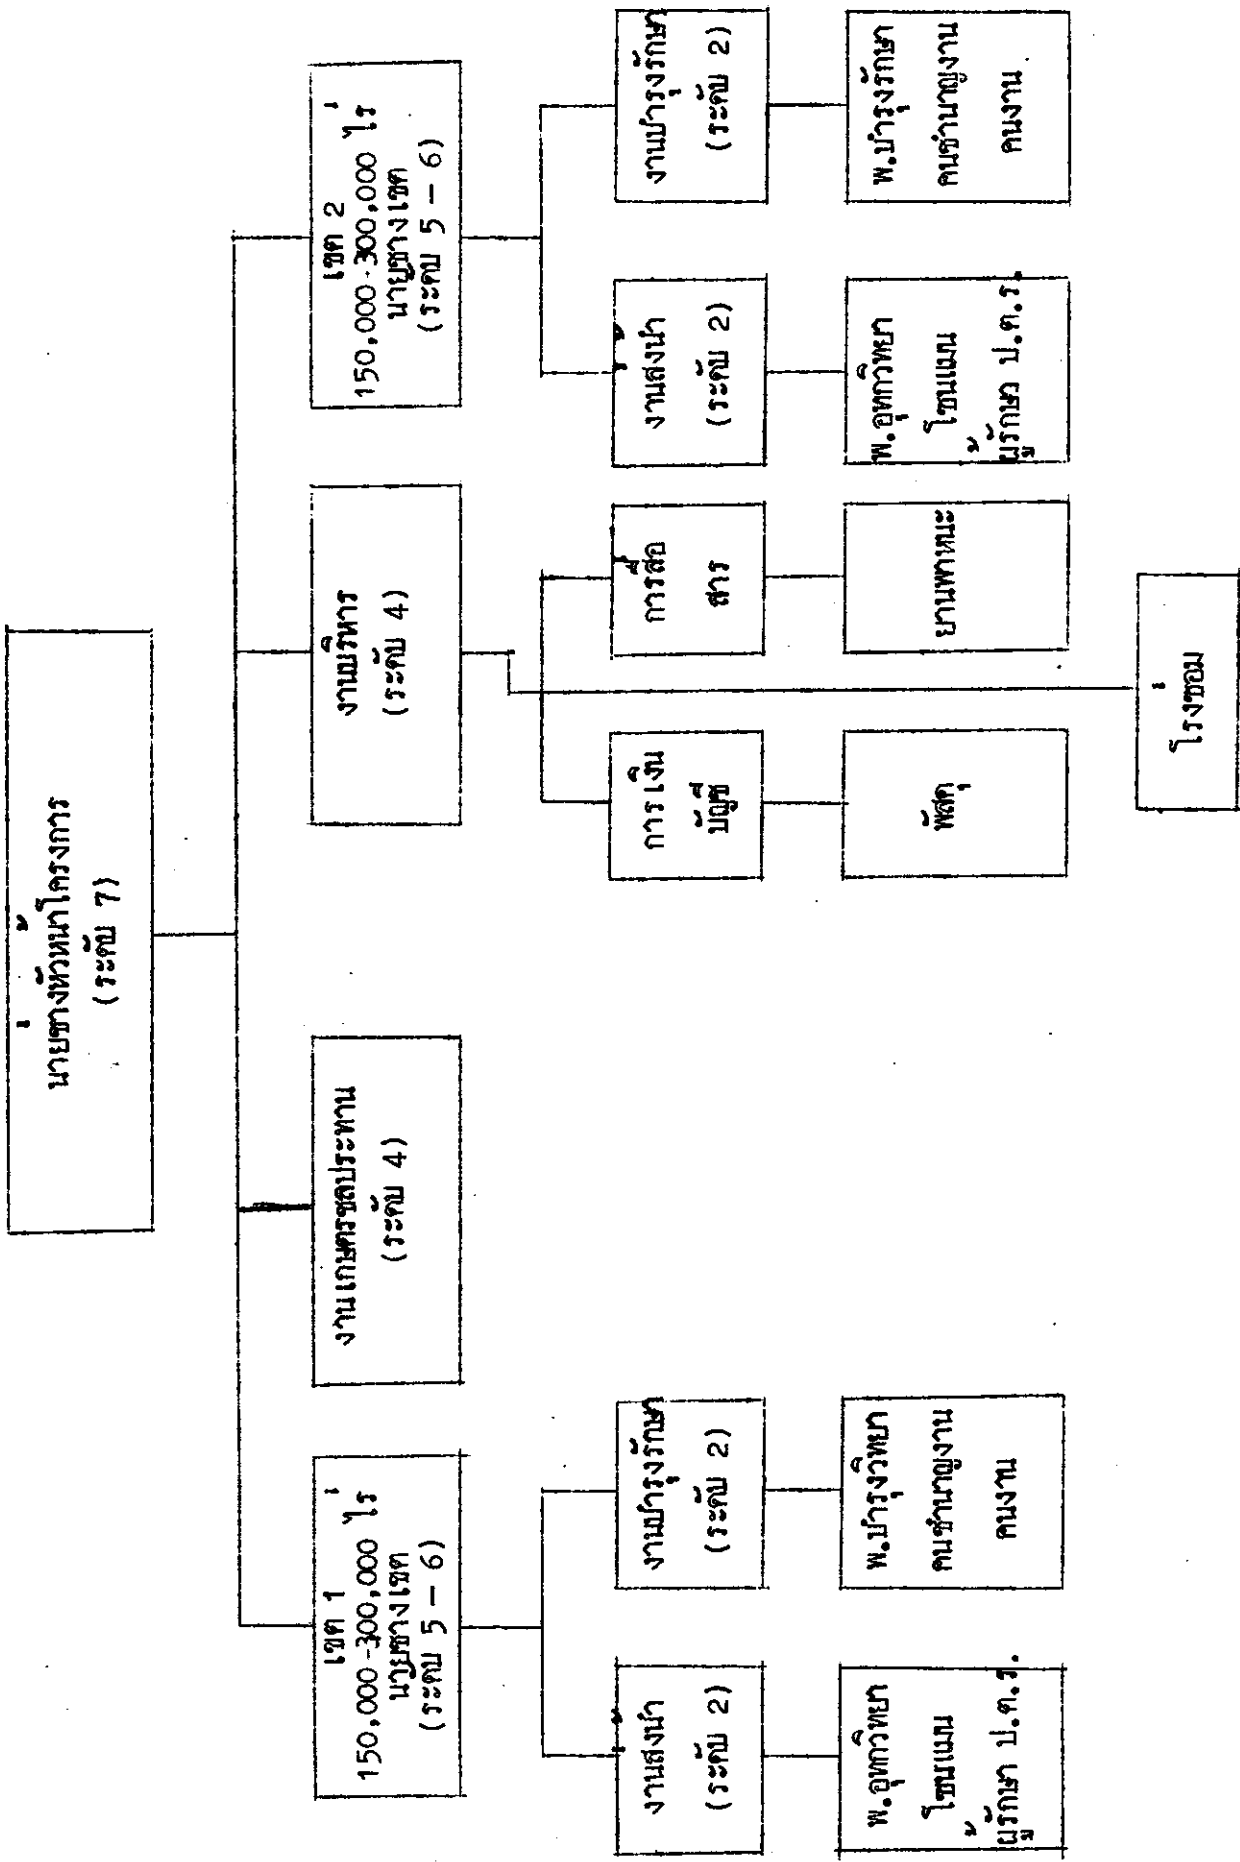 นายช่างหัวหน้าโครงการ
(ระดับ 7)
เขต 1
150,000-300,000 ไร่
นายช่างเขต
(ระดับ 5 - 6)
งานเกษตรชลประทาน
(ระดับ 4)
งานบริหาร
(ระดับ 4)
เขต 2
150,000-300,000 ไร่
นายช่างเขต
(ระดับ 5 - 6)
งานส่งน้ำ
(ระดับ 2)
งานบำรุงรักษา
(ระดับ 2)
การเงิน
บัญชี
การสื่อ
สาร
งานส่งน้ำ
(ระดับ 2)
งานบำรุงรักษา
(ระดับ 2)
พ.อุทกวิทยา
โซนแมน
ผู้รักษา ป.ต.ร.
พ.บำรุงวิทยา
คนชำนาญงาน
คนงาน
พัสดุ
ยานพาหนะ
พ.อุทกวิทยา
โซนแมน
ผู้รักษา ป.ต.ร.
พ.บำรุงรักษา
คนชำนาญงาน
คนงาน
โรงซ่อม